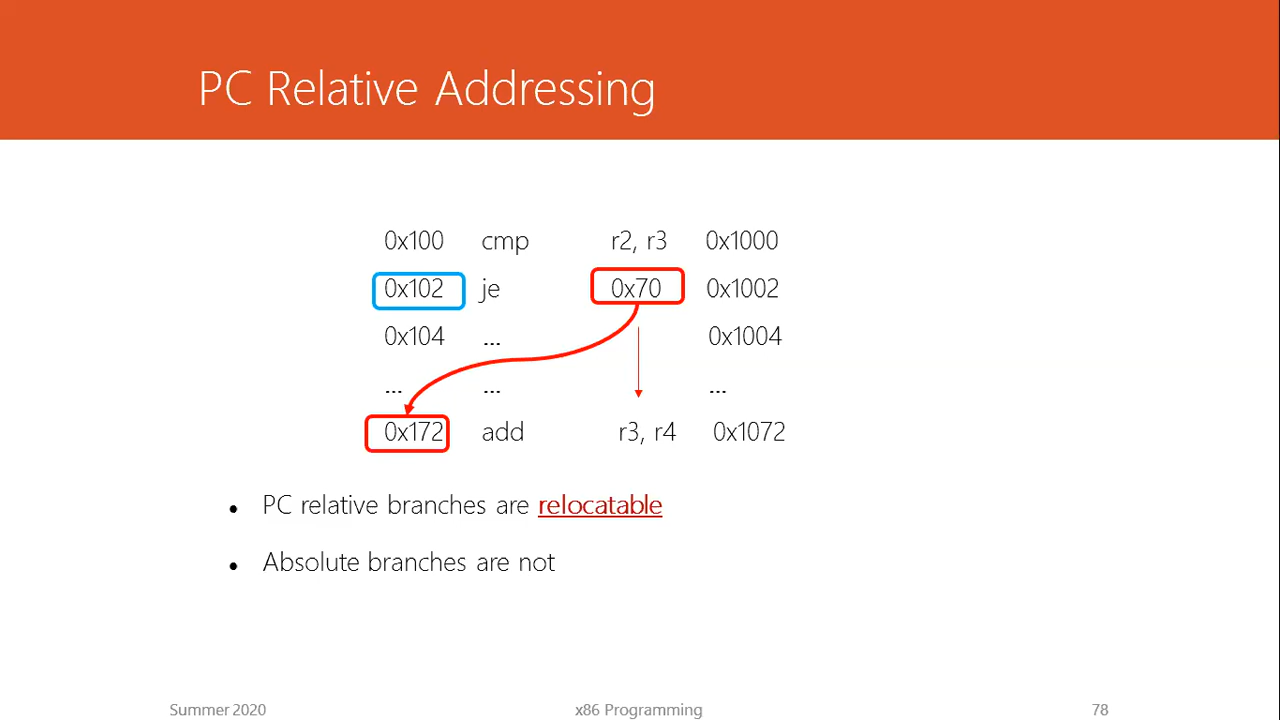 PC Relative Addressing
0x100 cmp r2, r3 0x1000
0x102 je 0x70 0x1002
0x104 ... 0x1004
... ... ...
0x172 add r3, r4 0x1072
• PC relative branches are relocatable
• Absolute branches are not
Summer 2020 x86 Programming 78